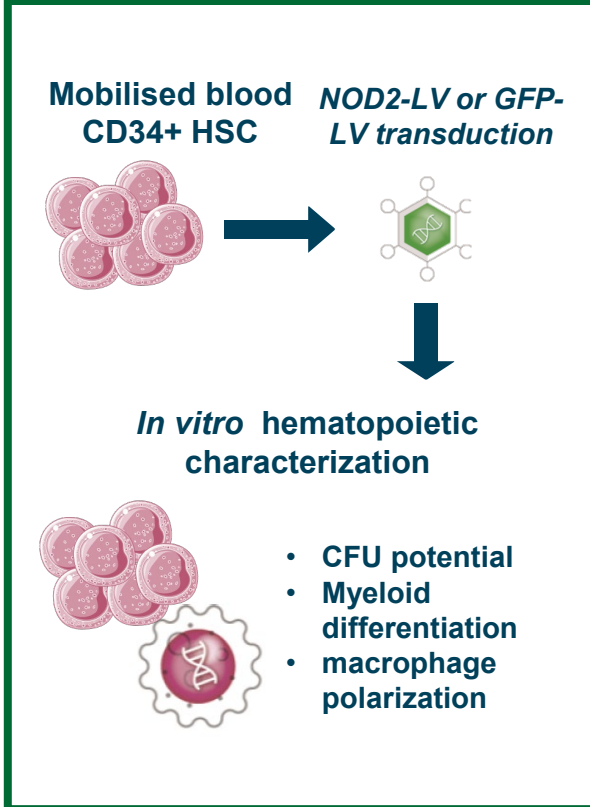 Mobilised blood
CD34+ HSC
NOD2-LV or GFP-
LV transduction
In vitro hematopoietic
characterization
• CFU potential
• Myeloid
differentiation
• macrophage
polarization